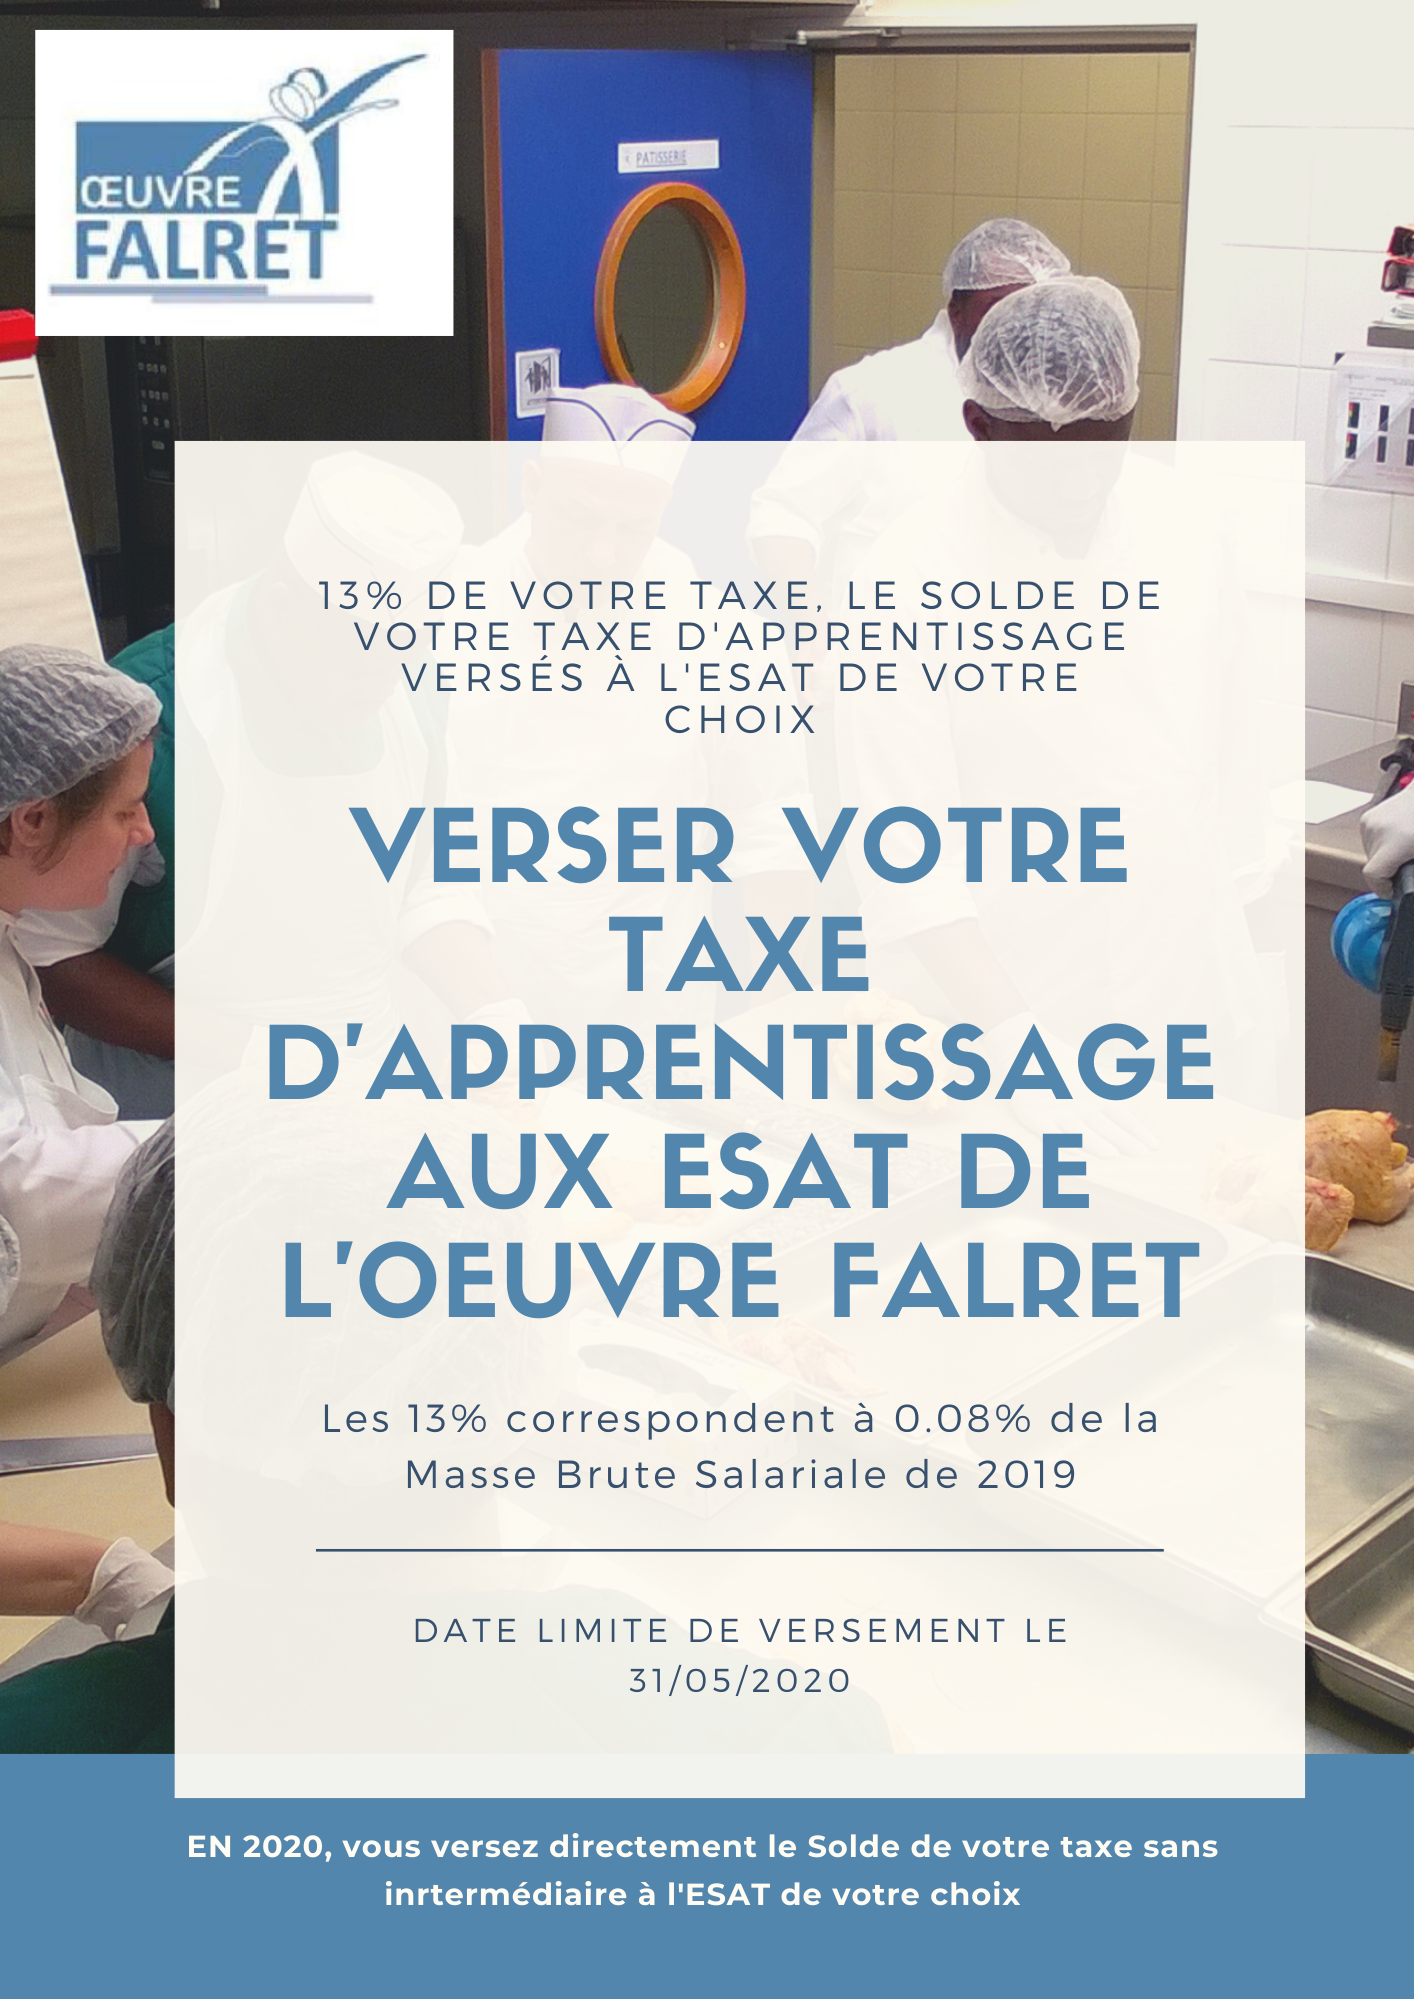 ŒUVRE
FALRET
PATISSERIE
13% DE VOTRE TAXE, LE SOLDE DE
VOTRE TAXE D'APPRENTISSAGE
VERSÉS À L'ESAT DE VOTRE
CHOIX
VERSER VOTRE
TAXE
D'APPRENTISSAGE
AUX ESAT DE
L'OEUVRE FALRET
Les 13% correspondent à 0.08% de la
Masse Brute Salariale de 2019
DATE LIMITE DE VERSEMENT LE
31/05/2020
EN 2020, vous versez directement le Solde de votre taxe sans
inrtermédiaire à l'ESAT de votre choix